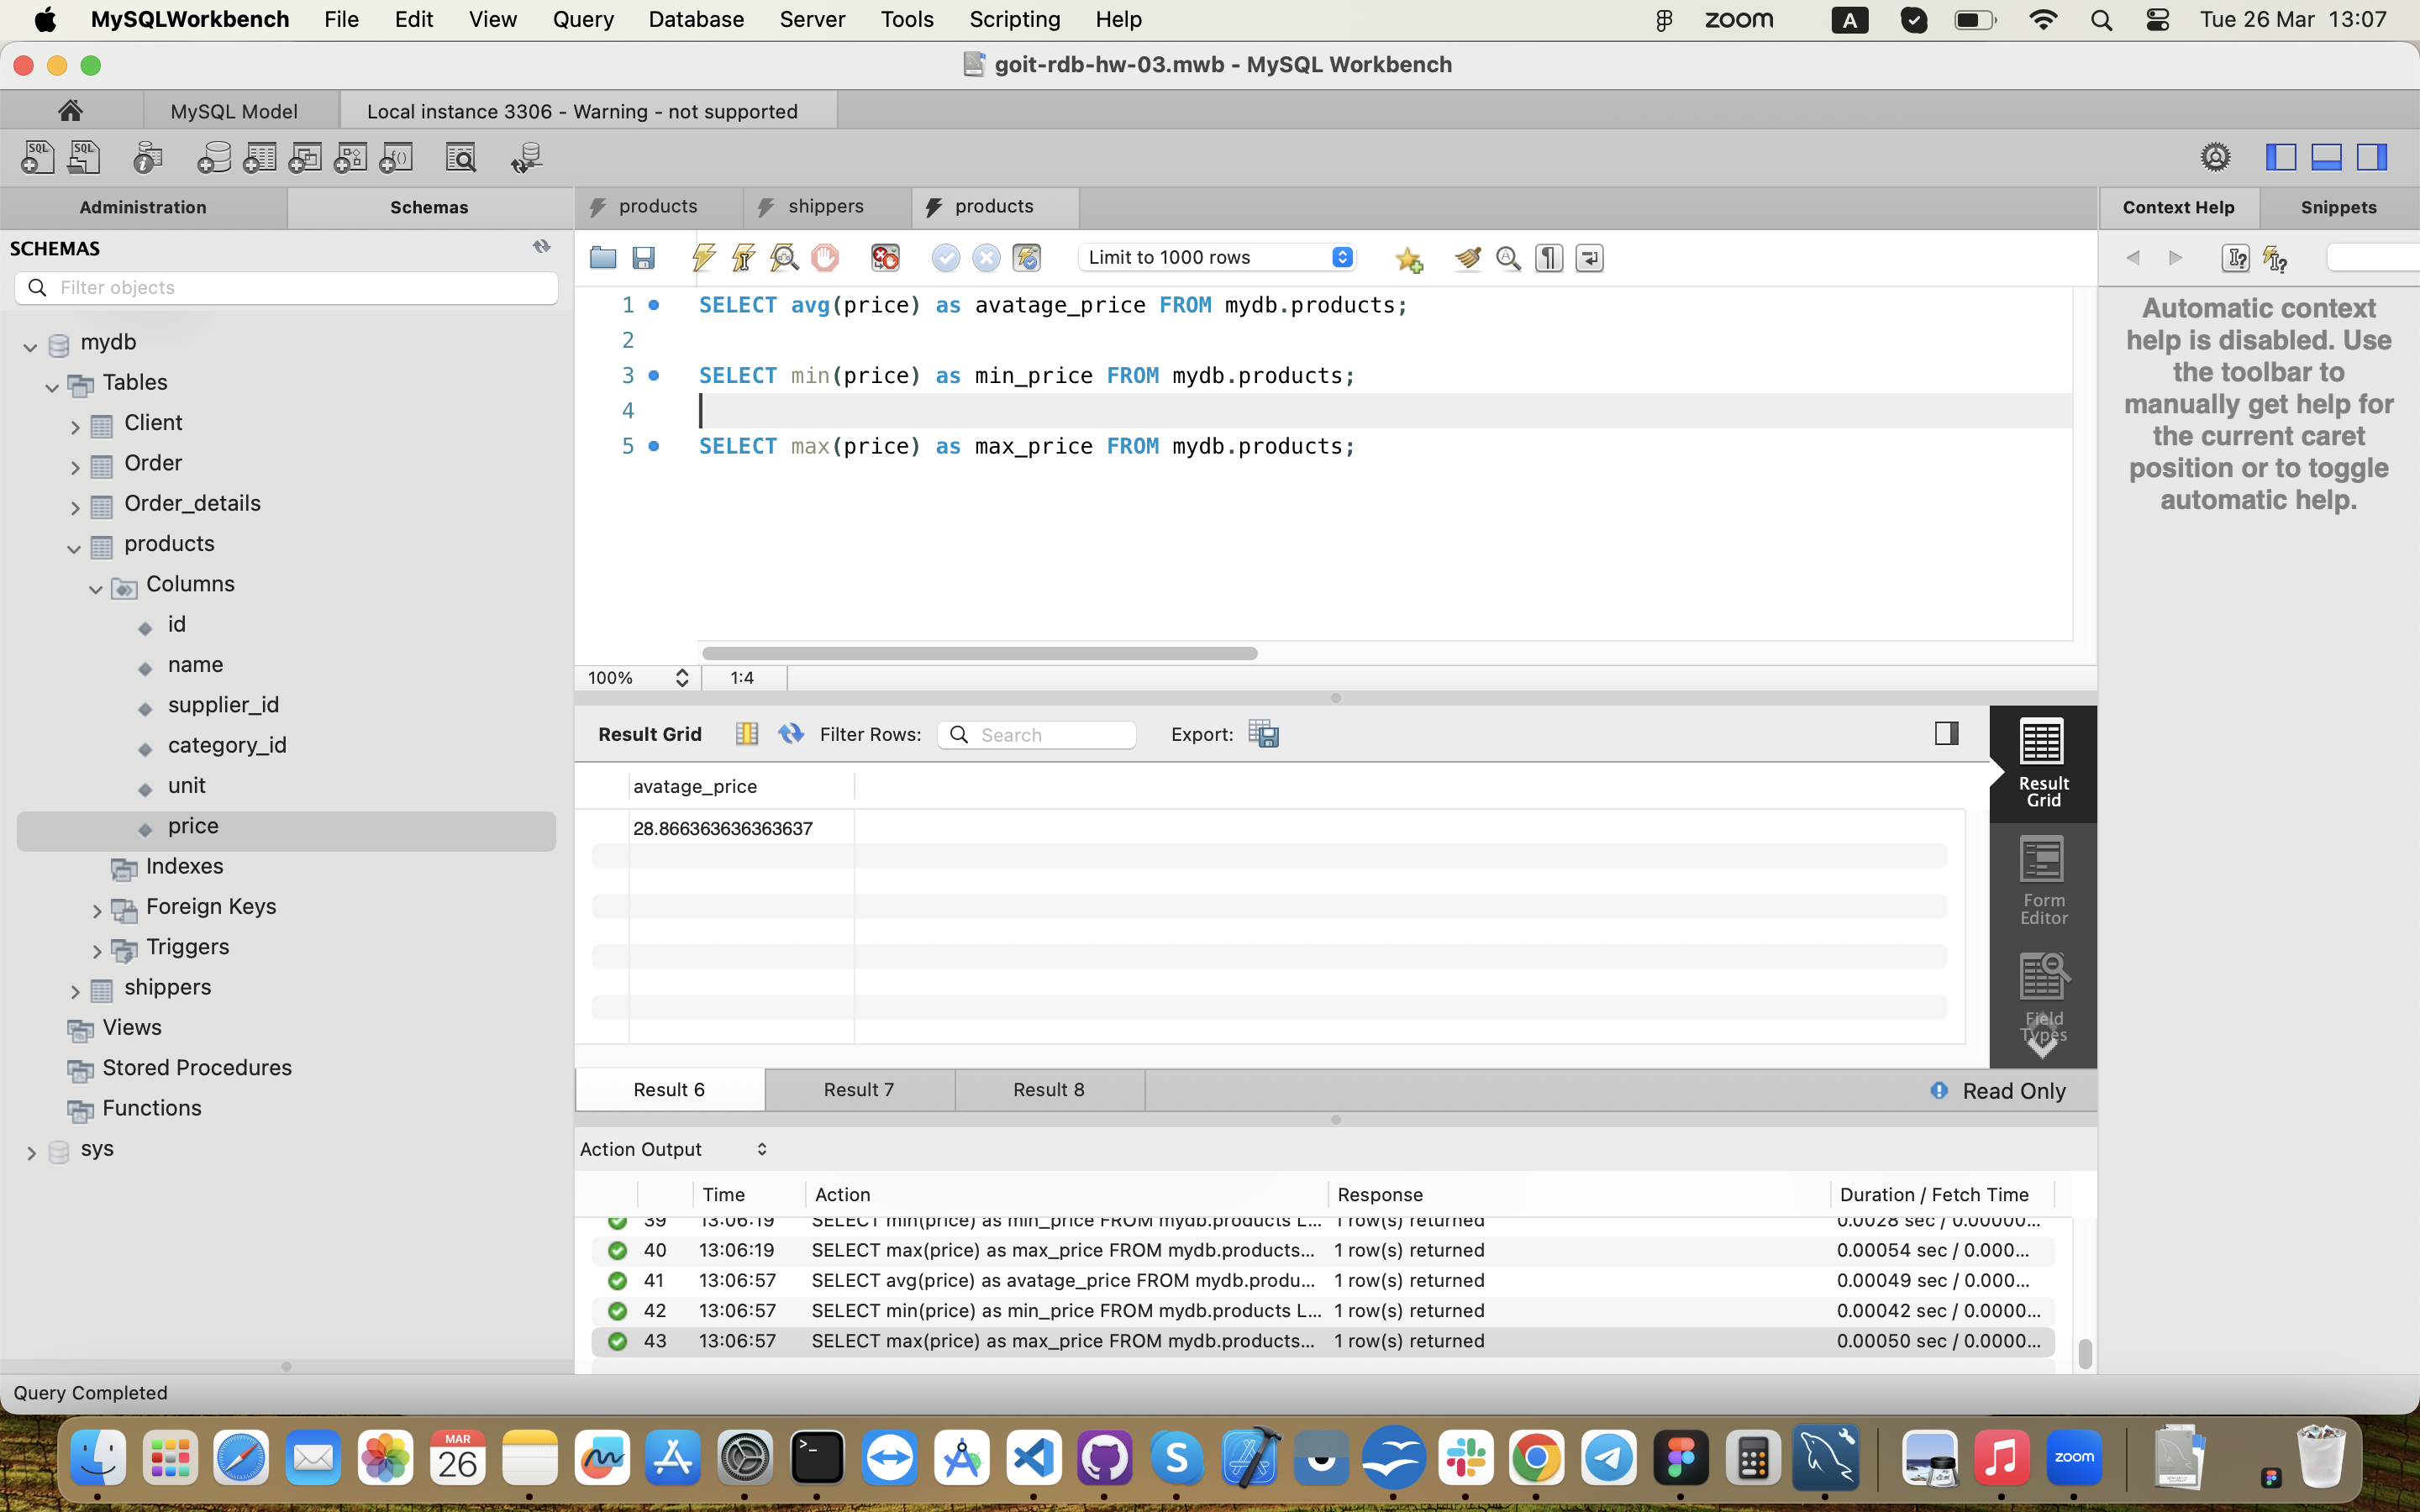 MySQLWorkbench File Edit View Query Database Server Tools Scripting Help zoom A Tue 26 Mar 13:07
goit-rdb-hw-03.mwb - MySQL Workbench
MySQL Model Local instance 3306 - Warning - not supported
Administration Schemas products shippers products Context Help Snippets
SCHEMAS
Filter objects
Limit to 1000 rows
mydb
Tables
Client
Order
Order_details
products
Columns
id
name
supplier_id
category_id
unit
price
Indexes
Foreign Keys
Triggers
shippers
Views
Stored Procedures
Functions
sys
1 SELECT avg(price) as avatage_price FROM mydb.products;
2
3 SELECT min(price) as min_price FROM mydb.products;
4
5 SELECT max(price) as max_price FROM mydb.products;
Automatic context
help is disabled. Use
the toolbar to
manually get help for
the current caret
position or to toggle
automatic help.
100% 1:4
Result Grid Filter Rows: Search Export:
avatage_price
28.866363636363637
Result
Grid
Form
Editor
Field
Types
Result 6 Result 7 Result 8 Read Only
Action Output
Time Action Response Duration / Fetch Time
39 13:06:19 SELECT min(price) as min_price FROM mydb.products L... 1 row(s) returned 0.0028 sec / 0.00000...
40 13:06:19 SELECT max(price) as max_price FROM mydb.products... 1 row(s) returned 0.00054 sec / 0.000...
41 13:06:57 SELECT avg(price) as avatage_price FROM mydb.produ... 1 row(s) returned 0.00049 sec / 0.000...
42 13:06:57 SELECT min(price) as min_price FROM mydb.products L... 1 row(s) returned 0.00042 sec / 0.0000...
43 13:06:57 SELECT max(price) as max_price FROM mydb.products... 1 row(s) returned 0.00050 sec / 0.0000...
Query Completed
MAR
26
zoom